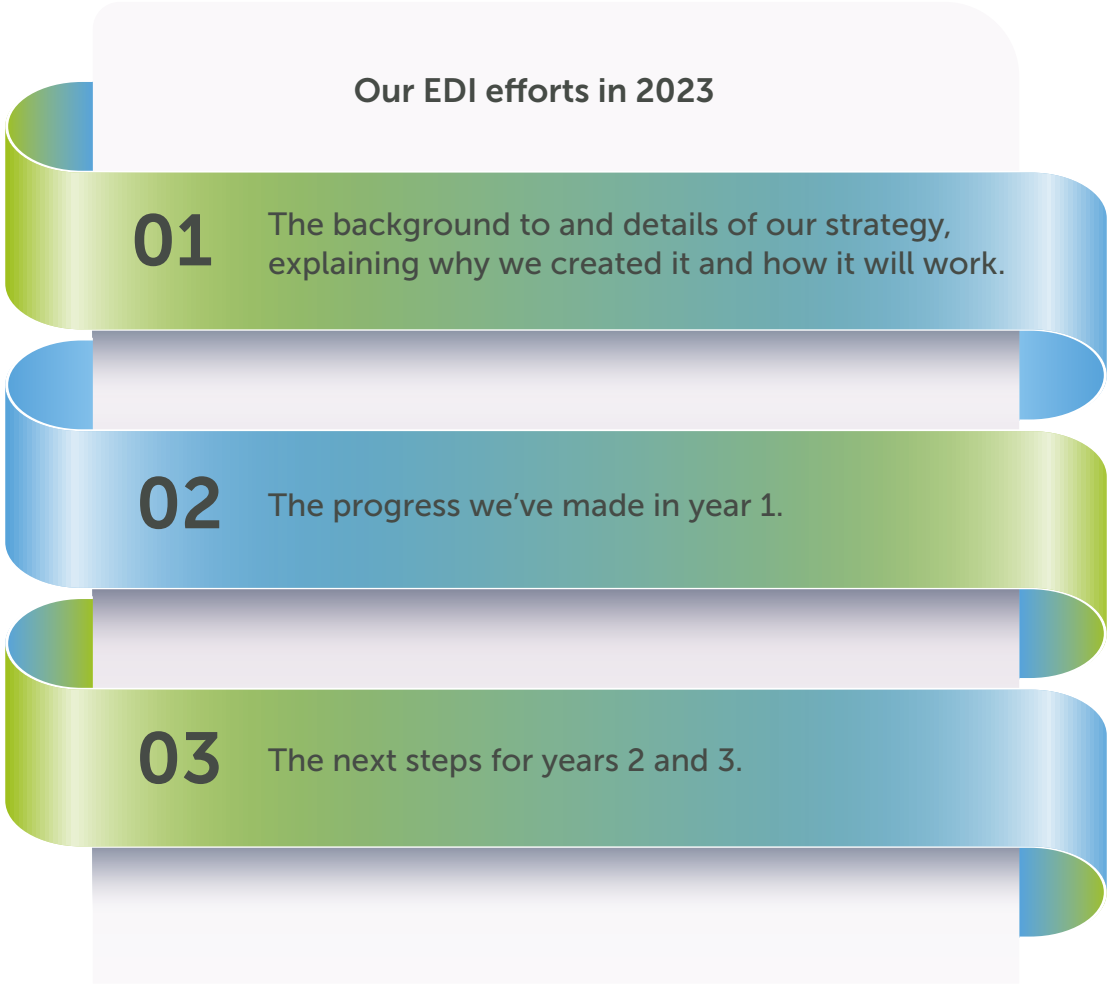 Our EDI efforts in 2023
01
The background to and details of our strategy,
explaining why we created it and how it will work.
02
The progress we’ve made in year 1.
03
The next steps for years 2 and 3.